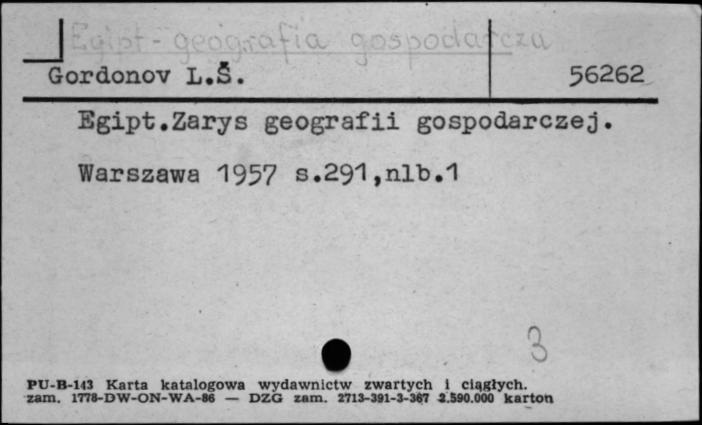 Egipt - geografia gospodarcza
Gordonov L.Š. 56262
Egipt.Zarys geografii gospodarczej.
Warszawa 1957 s.291,nlb.1
3
PU-B-143 Karta katalogowa wydawnictw zwartych i ciągłych.
zam. 1778-DW-ON-WA-86 — DZG zam. 2713-391-3-367 2.590.000 karton